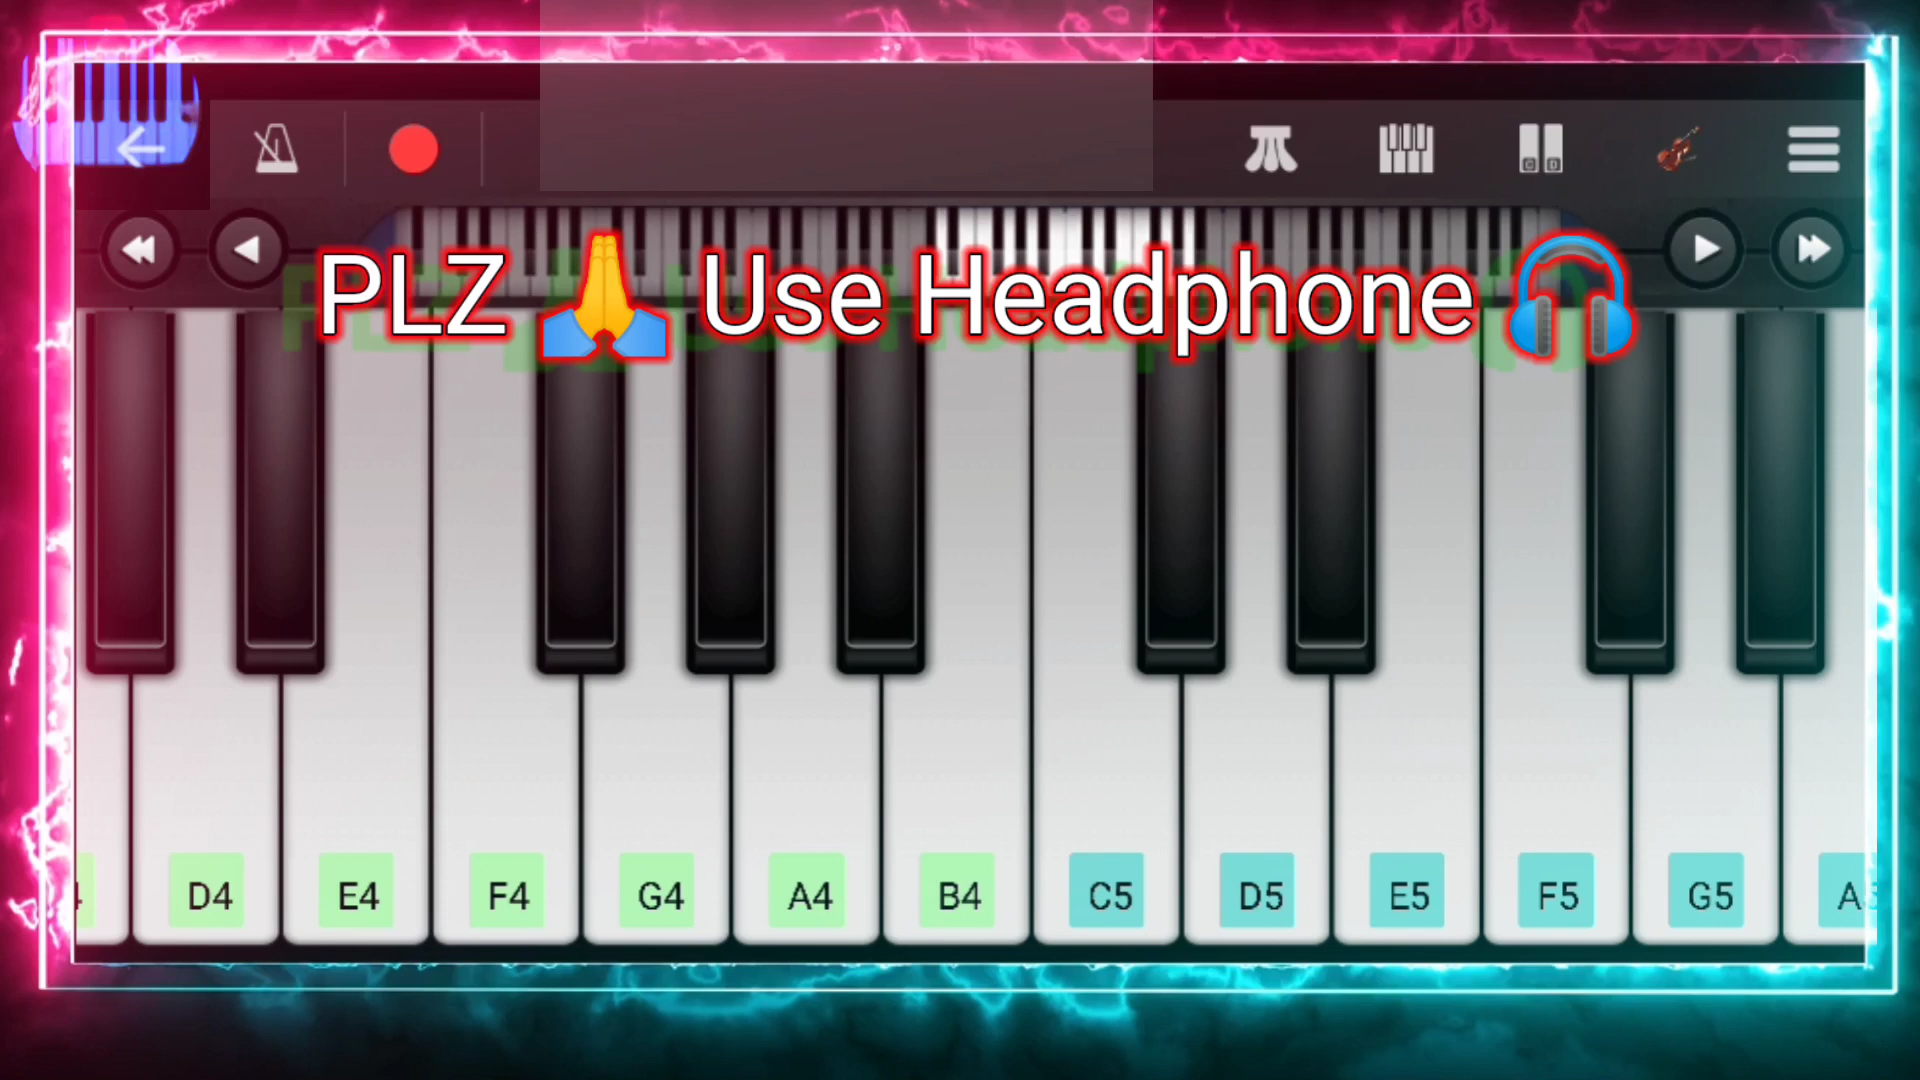 PLZ 🙏 Use Headphone 🎧
D4 E4 F4 G4 A4 B4 C5 D5 E5 F5 G5